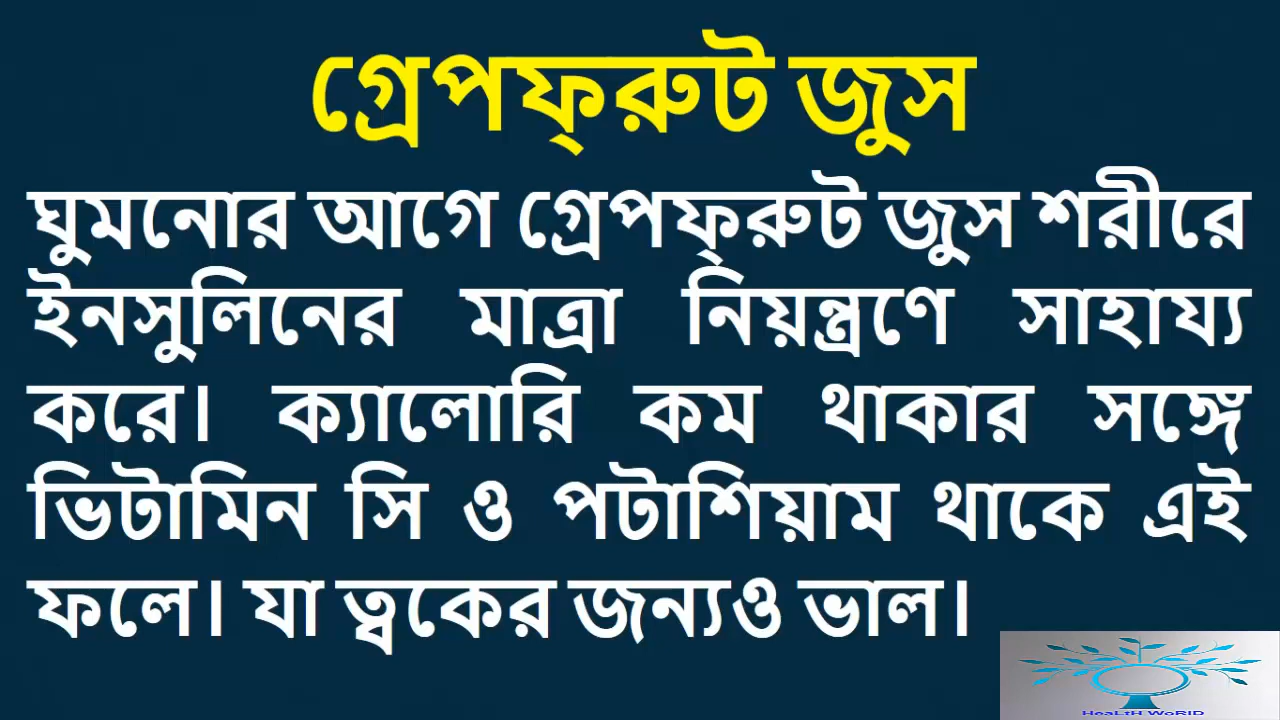 গ্রেপফ্রুট জুস
ঘুমনোর আগে গ্রেপফ্রুট জুস শরীরে
ইনসুলিনের মাত্রা নিয়ন্ত্রণে সাহায্য
করে। ক্যালোরি কম থাকার সঙ্গে
ভিটামিন সি ও পটাশিয়াম থাকে এই
ফলে। যা ত্বকের জন্যও ভাল।
HeaLtH WoRlD